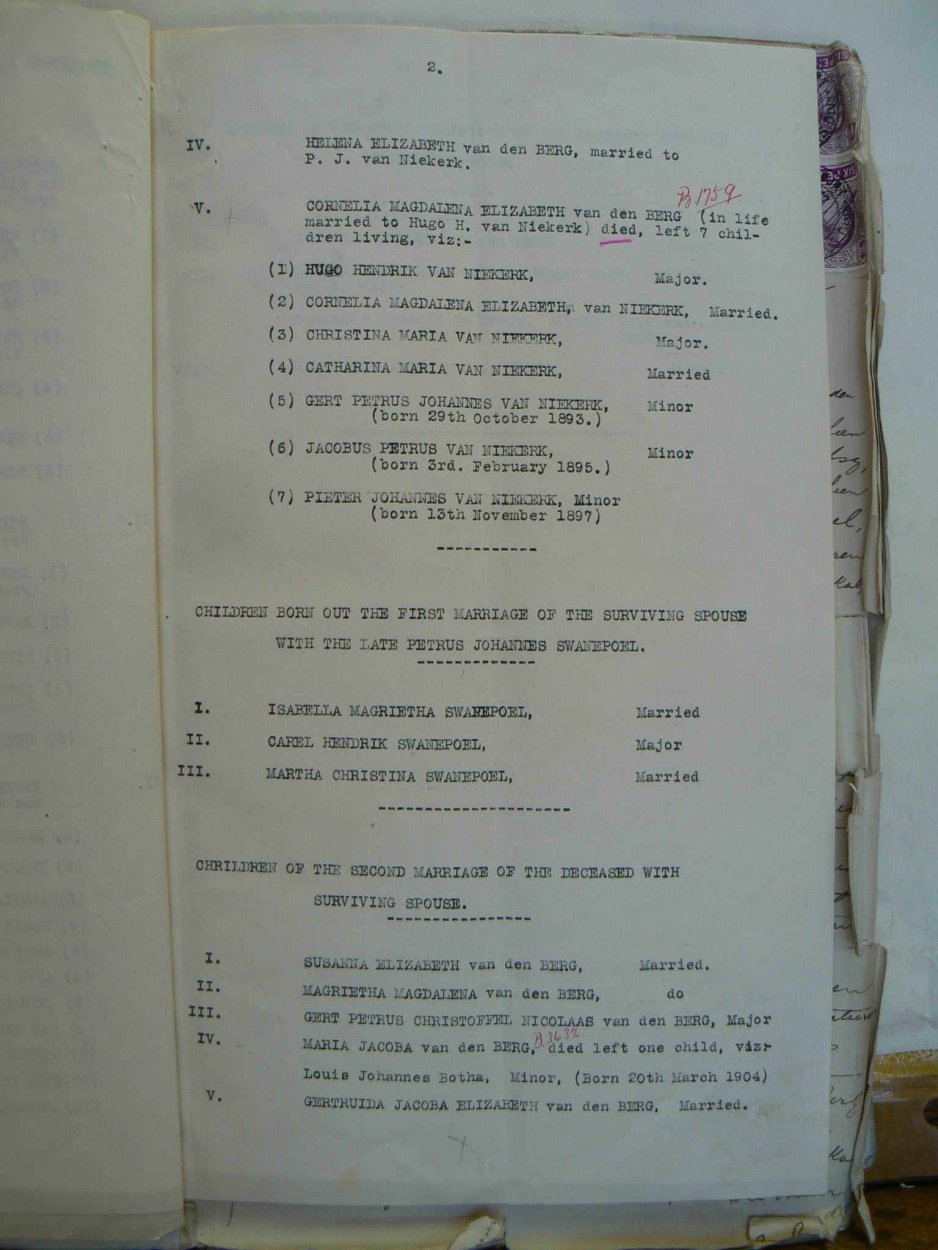 2.
IV. HELENA ELIZABETH van den BERG, married to
P. J. van Niekerk.
B.1759
V. CORNELIA MAGDALENA ELIZABETH van den BERG (in life
married to Hugo H. van Niekerk) died, left 7 chil-
dren living, viz:-
(1) HUGO HENDRIK VAN NIEKERK, Major.
(2) CORNELIA MAGDALENA ELIZABETH, van NIEKERK, Married.
(3) CHRISTINA MARIA VAN NIEKERK, Major.
(4) CATHARINA MARIA VAN NIEKERK, Married
(5) GERT PETRUS JOHANNES VAN NIEKERK, Minor
(born 29th October 1893.)
(6) JACOBUS PETRUS VAN NIEKERK, Minor
(born 3rd. February 1895.)
(7) PIETER JOHANNES VAN NIEKERK, Minor
(born 13th November 1897)
-----------
CHILDREN BORN OUT THE FIRST MARRIAGE OF THE SURVIVING SPOUSE
WITH THE LATE PETRUS JOHANNES SWANEPOEL.
-------------
I. ISABELLA MAGRIETHA SWANEPOEL, Married
II. CAREL HENDRIK SWANEPOEL, Major
III. MARTHA CHRISTINA SWANEPOEL, Married
---------------------
CHRILDREN OF THE SECOND MARRIAGE OF THE DECEASED WITH
SURVIVING SPOUSE.
----------------
I. SUSANNA ELIZABETH van den BERG, Married.
II. MAGRIETHA MAGDALENA van den BERG, do
III. GERT PETRUS CHRISTOFFEL NICOLAAS van den BERG, Major
B.3632
IV. MARIA JACOBA van den BERG, died left one child, viz:-
Louis Johannes Botha, Minor, (Born 20th March 1904)
V. GERTRUIDA JACOBA ELIZABETH van den BERG, Married.